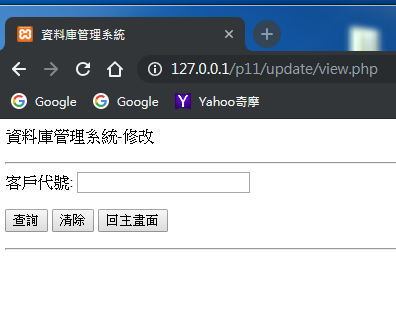 資料庫管理系統
127.0.0.1/p11/update/view.php
Google Google Yahoo奇摩
資料庫管理系統-修改
客戶代號:
查詢 清除 回主畫面